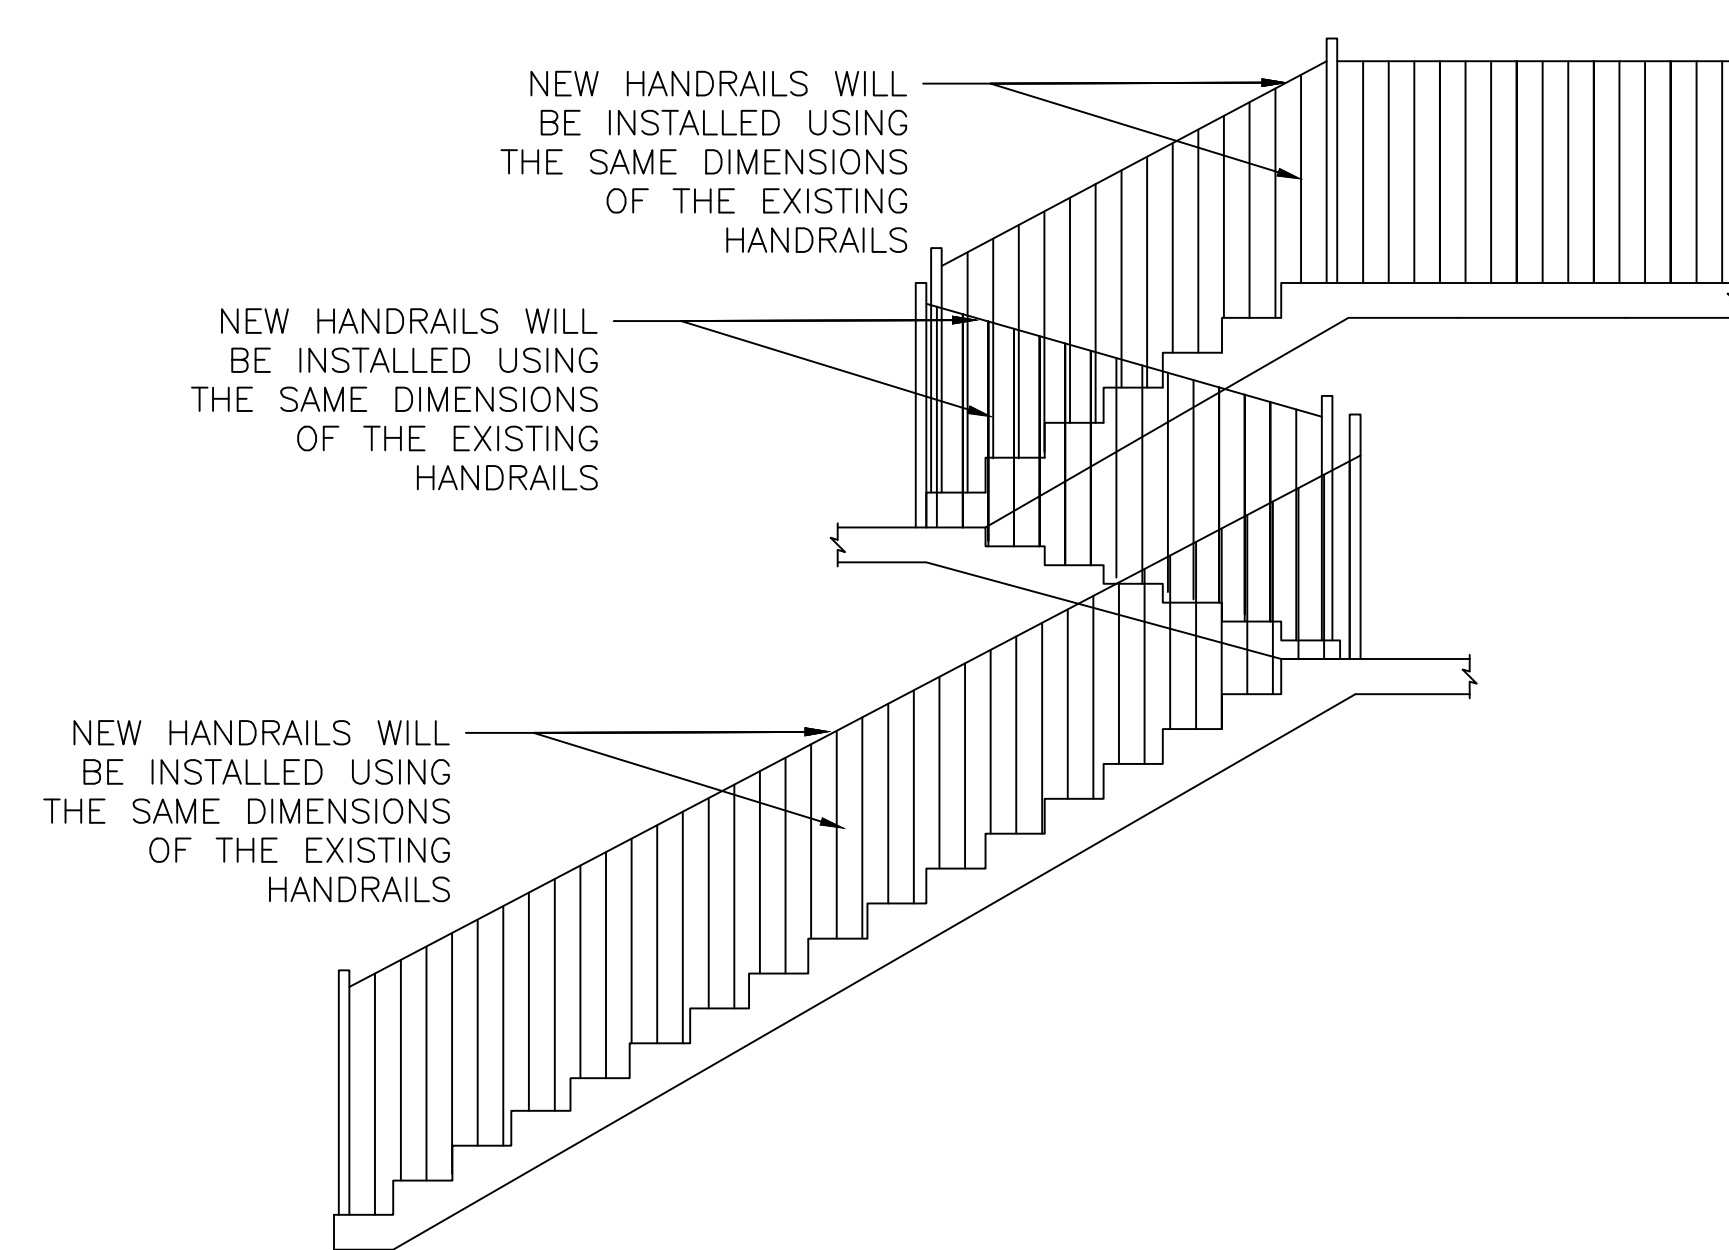 NEW HANDRAILS WILL
BE INSTALLED USING
THE SAME DIMENSIONS
OF THE EXISTING
HANDRAILS
NEW HANDRAILS WILL
BE INSTALLED USING
THE SAME DIMENSIONS
OF THE EXISTING
HANDRAILS
NEW HANDRAILS WILL
BE INSTALLED USING
THE SAME DIMENSIONS
OF THE EXISTING
HANDRAILS